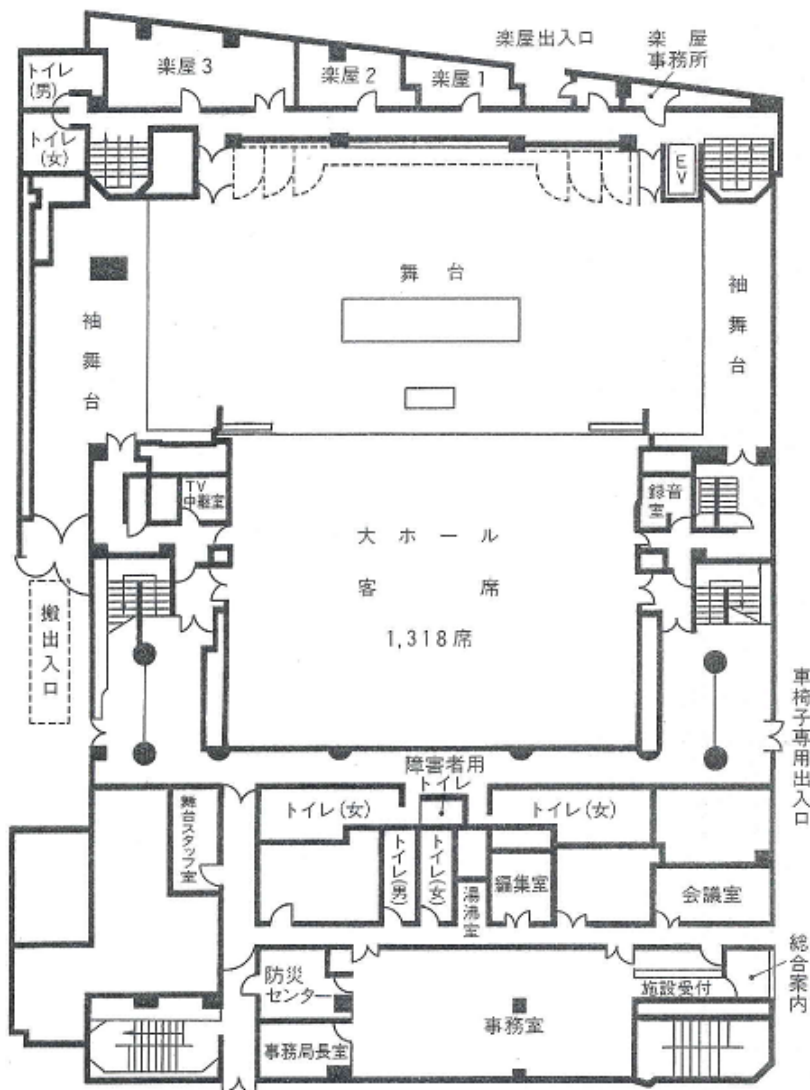 楽屋出入口
楽屋
事務所
トイレ
(男)
楽屋3
楽屋2
楽屋1
トイレ
(女)
EV
舞台
袖舞台
袖舞台
TV
中継室
録音
室
大ホール
客席
1,318席
搬出入口
車椅子専用出入口
障害者用
トイレ
舞台スタッフ室
トイレ(女)
トイレ(女)
トイレ(男)
トイレ(女)
湯沸室
編集室
会議室
総合案内
防災
センター
施設受付
事務室
事務局長室